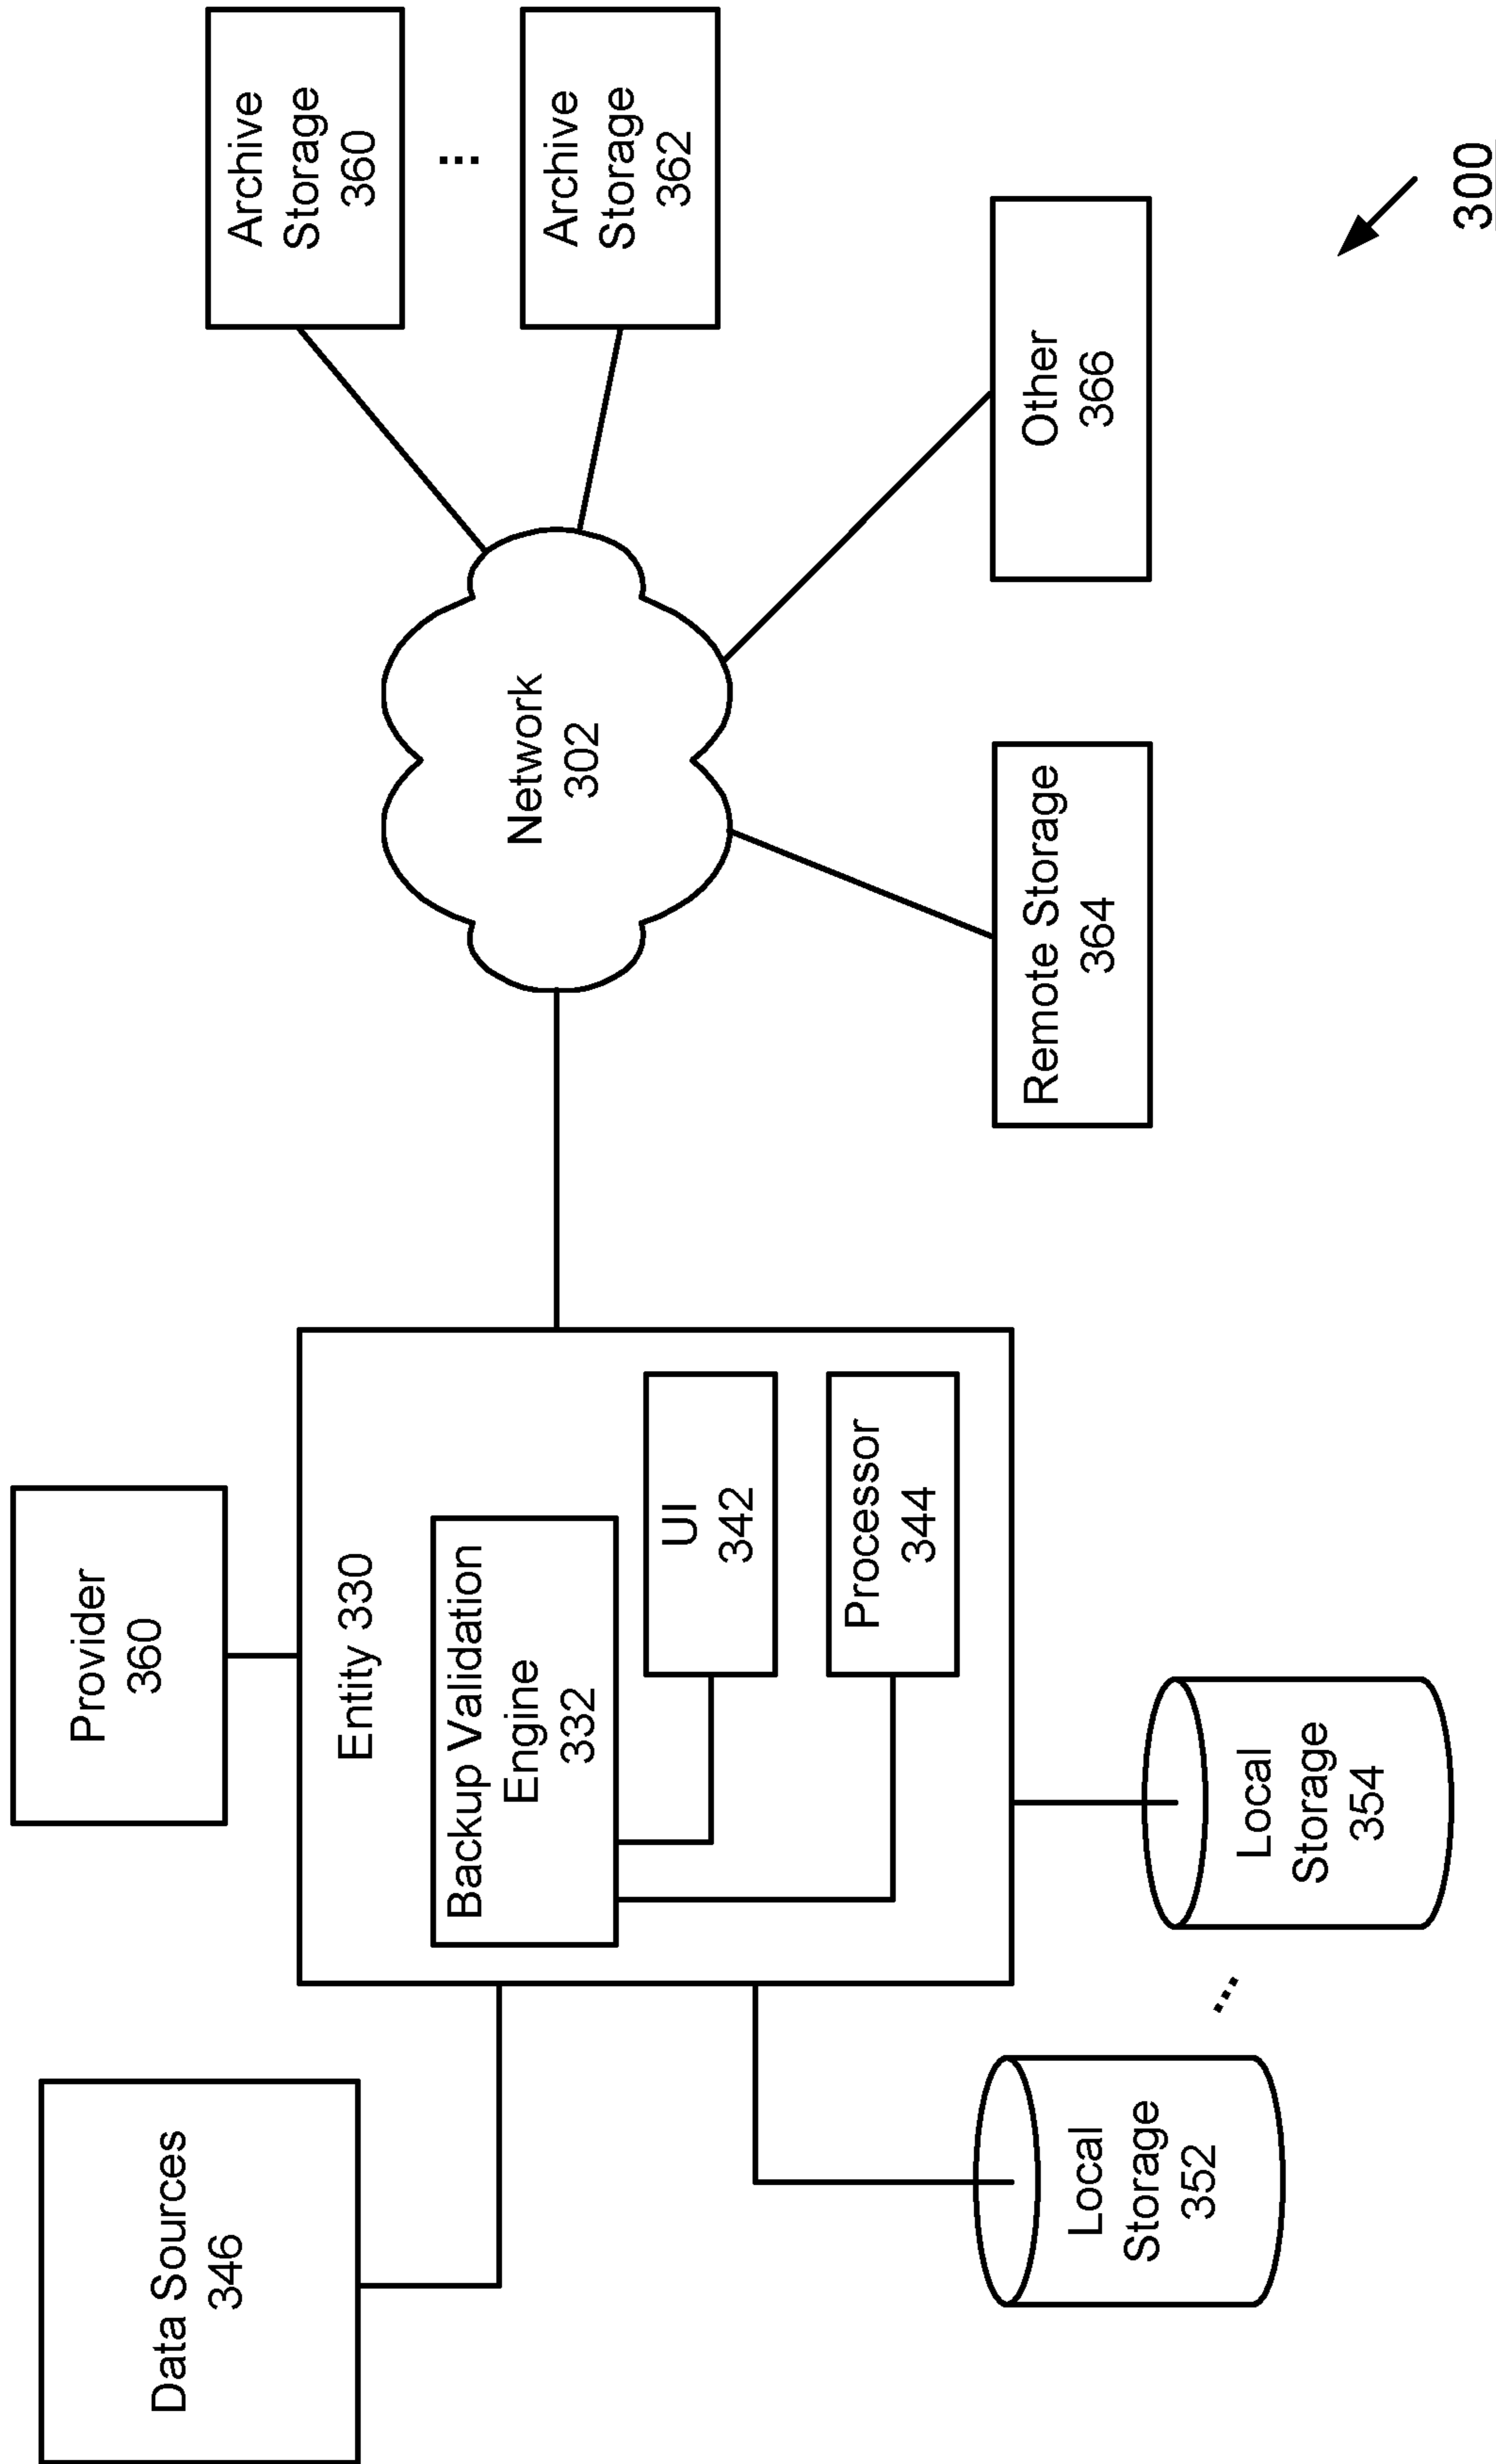 Provider
360
Data Sources
346
Entity 330
Backup Validation
Engine
332
UI
342
Processor
344
Local
Storage
352
...
Local
Storage
354
Network
302
Archive
Storage
360
...
Archive
Storage
362
Remote Storage
364
Other
366
300